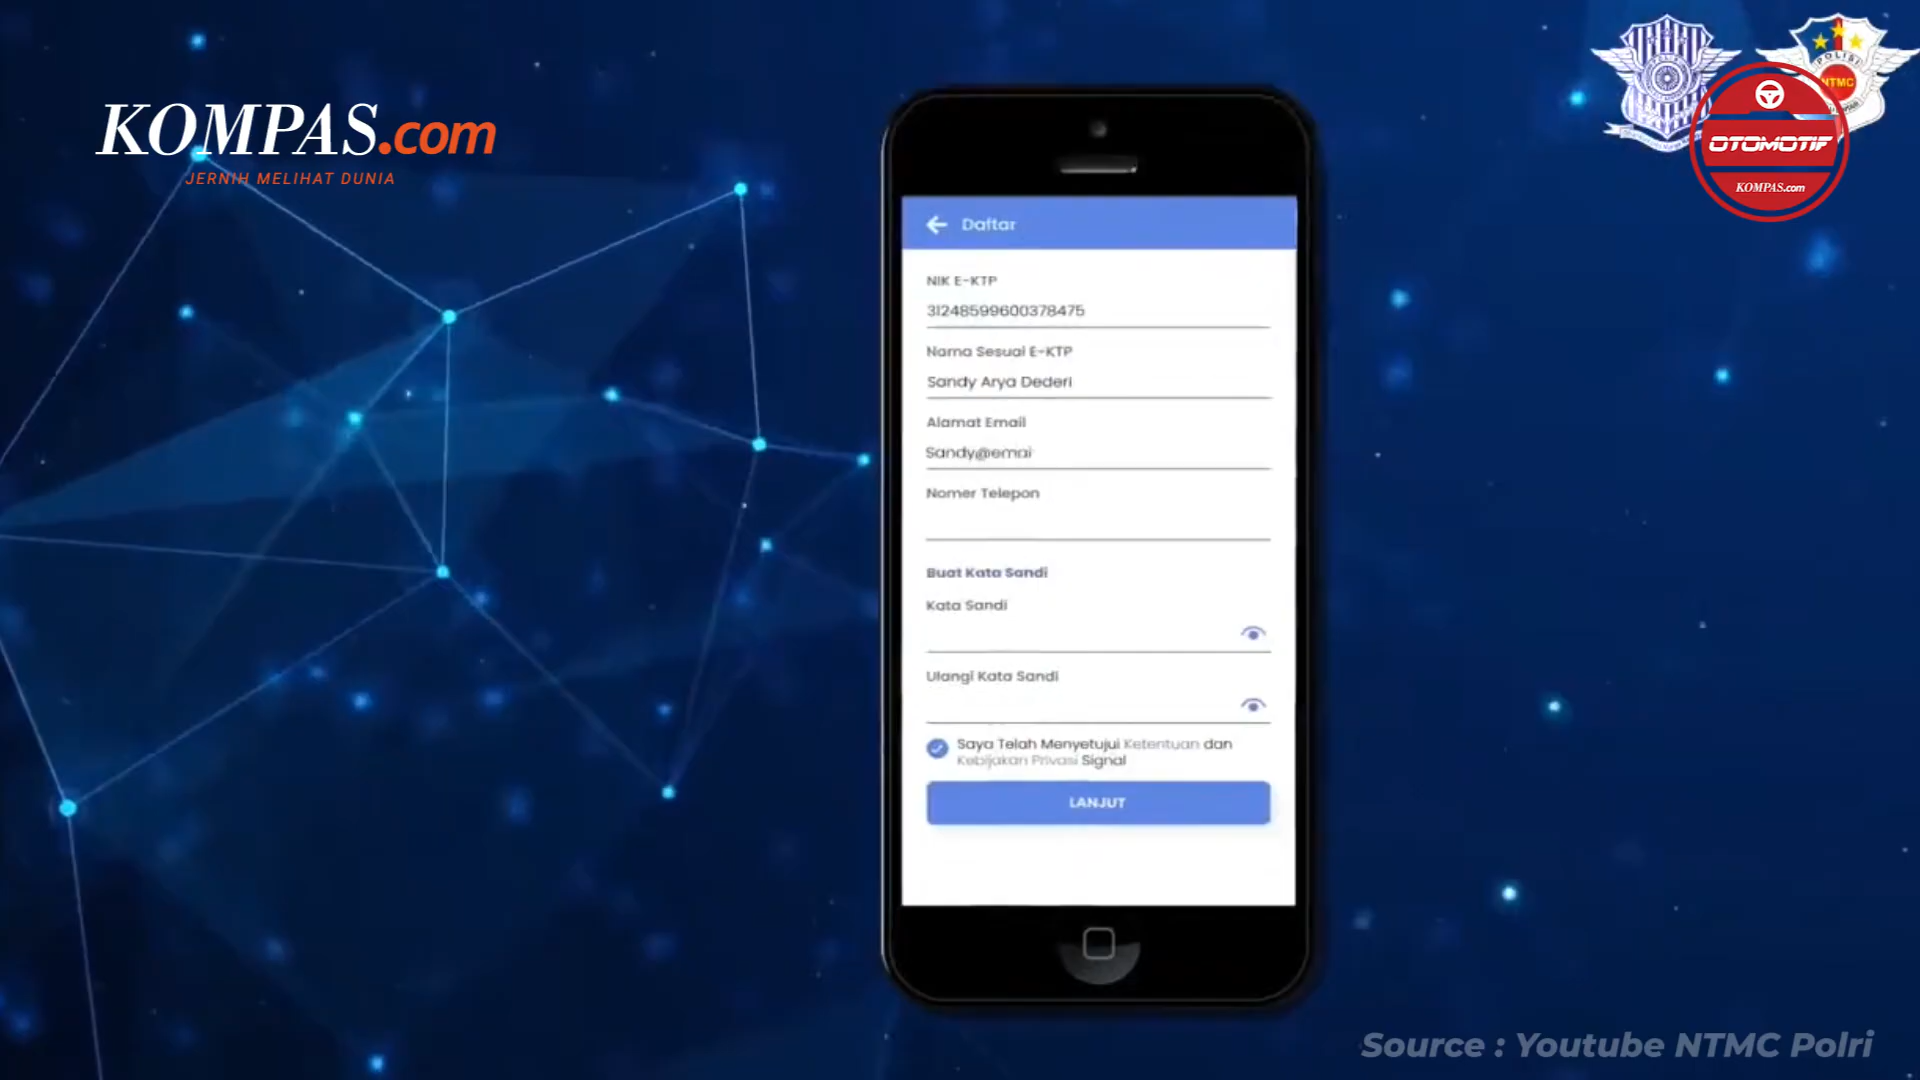 KOMPAS.com
JERNIH MELIHAT DUNIA
POLISI
NTMC
OTOMOTIF
KOMPAS.com
Daftar
NIK E-KTP
31248599600378475
Nama Sesuai E-KTP
Sandy Arya Dederi
Alamat Email
Sandy@emai
Nomer Telepon
Buat Kata Sandi
Kata Sandi
Ulangi Kata Sandi
Saya Telah Menyetujui Ketentuan dan
Kebijakan Privasi Signal
LANJUT
Source : Youtube NTMC Polri